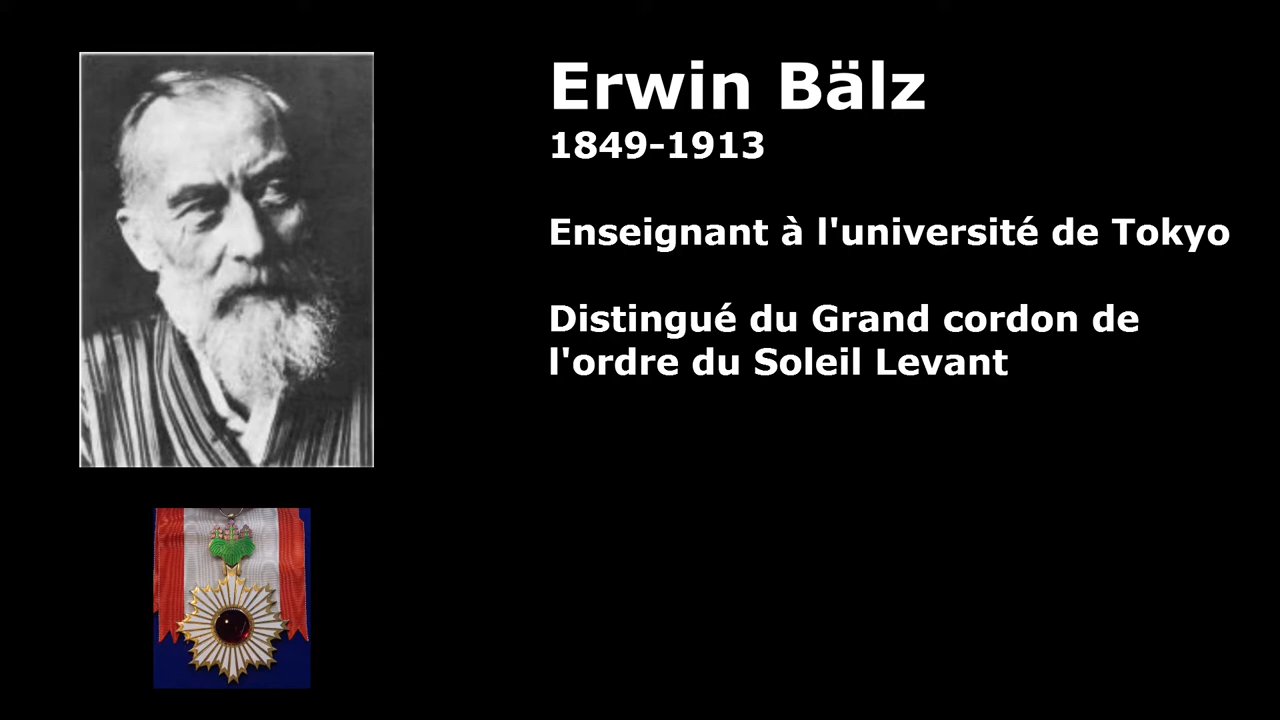 Erwin Bälz
1849-1913
Enseignant à l'université de Tokyo
Distingué du Grand cordon de
l'ordre du Soleil Levant